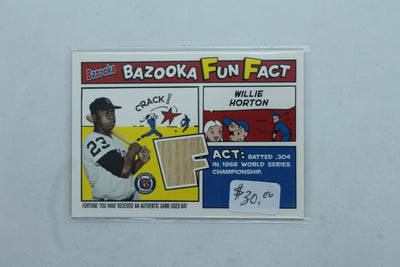 Bazooka
BAZOOKA FUN FACT
CRACK!
WILLIE
HORTON
23
FACT: BATTED .304
IN 1968 WORLD SERIES
CHAMPIONSHIP.
$30.00
FORTUNE: YOU HAVE RECEIVED AN AUTHENTIC GAME-USED BAT